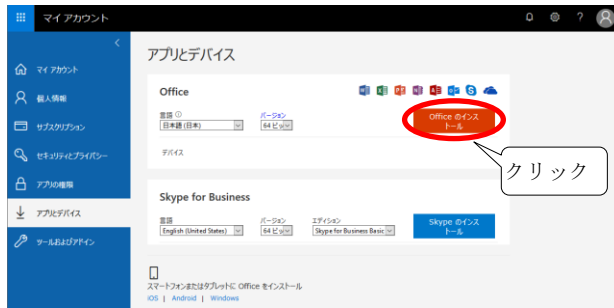 マイ アカウント
?
マイ アカウント
アプリとデバイス
個人情報
Office
言語
バージョン
Office のインス
トール
サブスクリプション
日本語 (日本)
64 ビッ
セキュリティとプライバシー
デバイス
クリック
アプリの権限
Skype for Business
アプリとデバイス
言語
バージョン
エディション
Skype のインス
トール
English (United States)
64 ビッ
Skype for Business Basic
ツールおよびアドイン
スマートフォンまたはタブレットに Office をインストール
iOS | Android | Windows